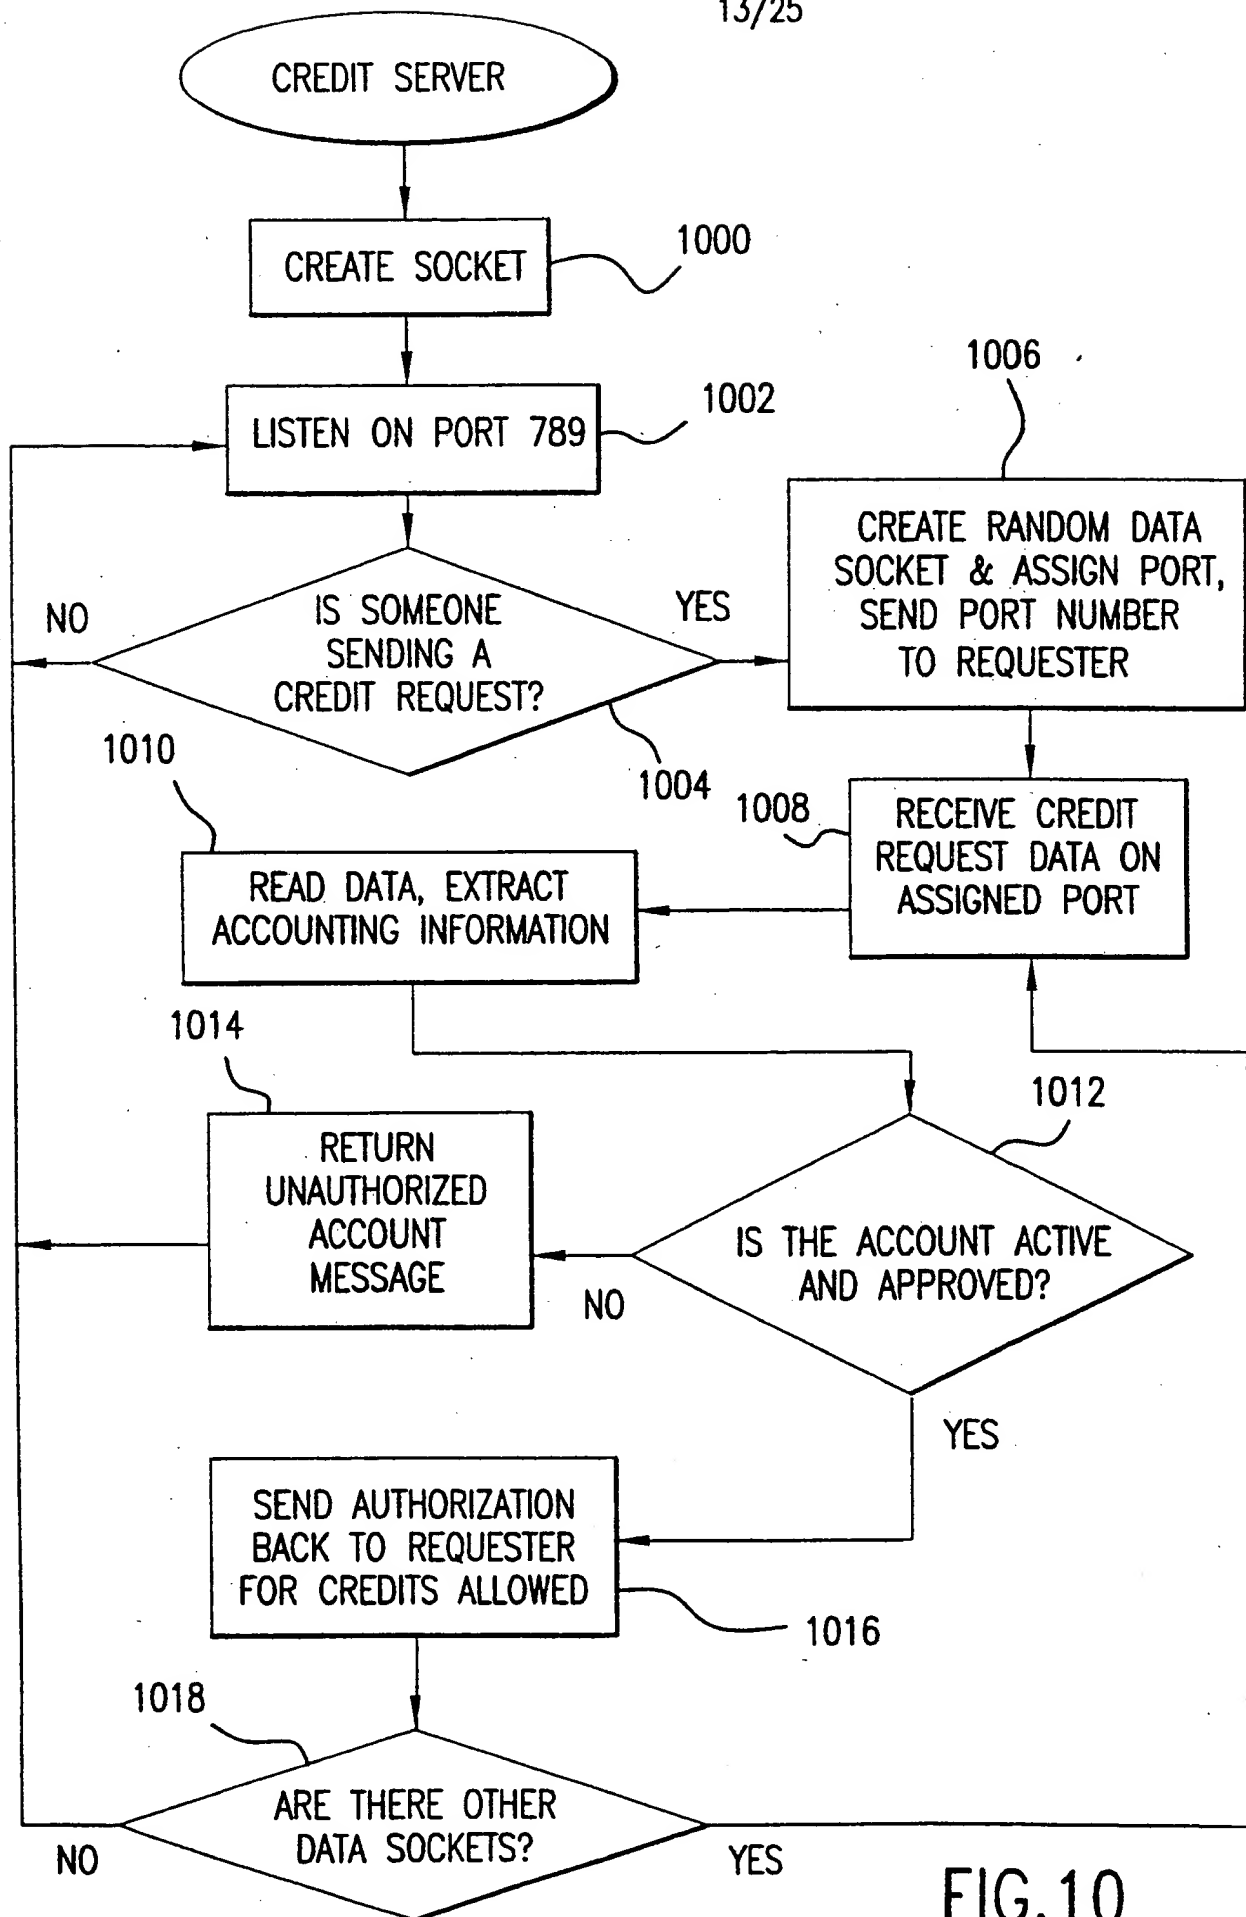 13/25
CREDIT SERVER
CREATE SOCKET
1000
LISTEN ON PORT 789
1002
1006
CREATE RANDOM DATA
SOCKET & ASSIGN PORT,
SEND PORT NUMBER
TO REQUESTER
IS SOMEONE
SENDING A
CREDIT REQUEST?
NO
YES
1004
1010
1008
RECEIVE CREDIT
REQUEST DATA ON
ASSIGNED PORT
READ DATA, EXTRACT
ACCOUNTING INFORMATION
1014
1012
RETURN
UNAUTHORIZED
ACCOUNT
MESSAGE
IS THE ACCOUNT ACTIVE
AND APPROVED?
NO
YES
SEND AUTHORIZATION
BACK TO REQUESTER
FOR CREDITS ALLOWED
1016
1018
ARE THERE OTHER
DATA SOCKETS?
NO
YES
FIG.10